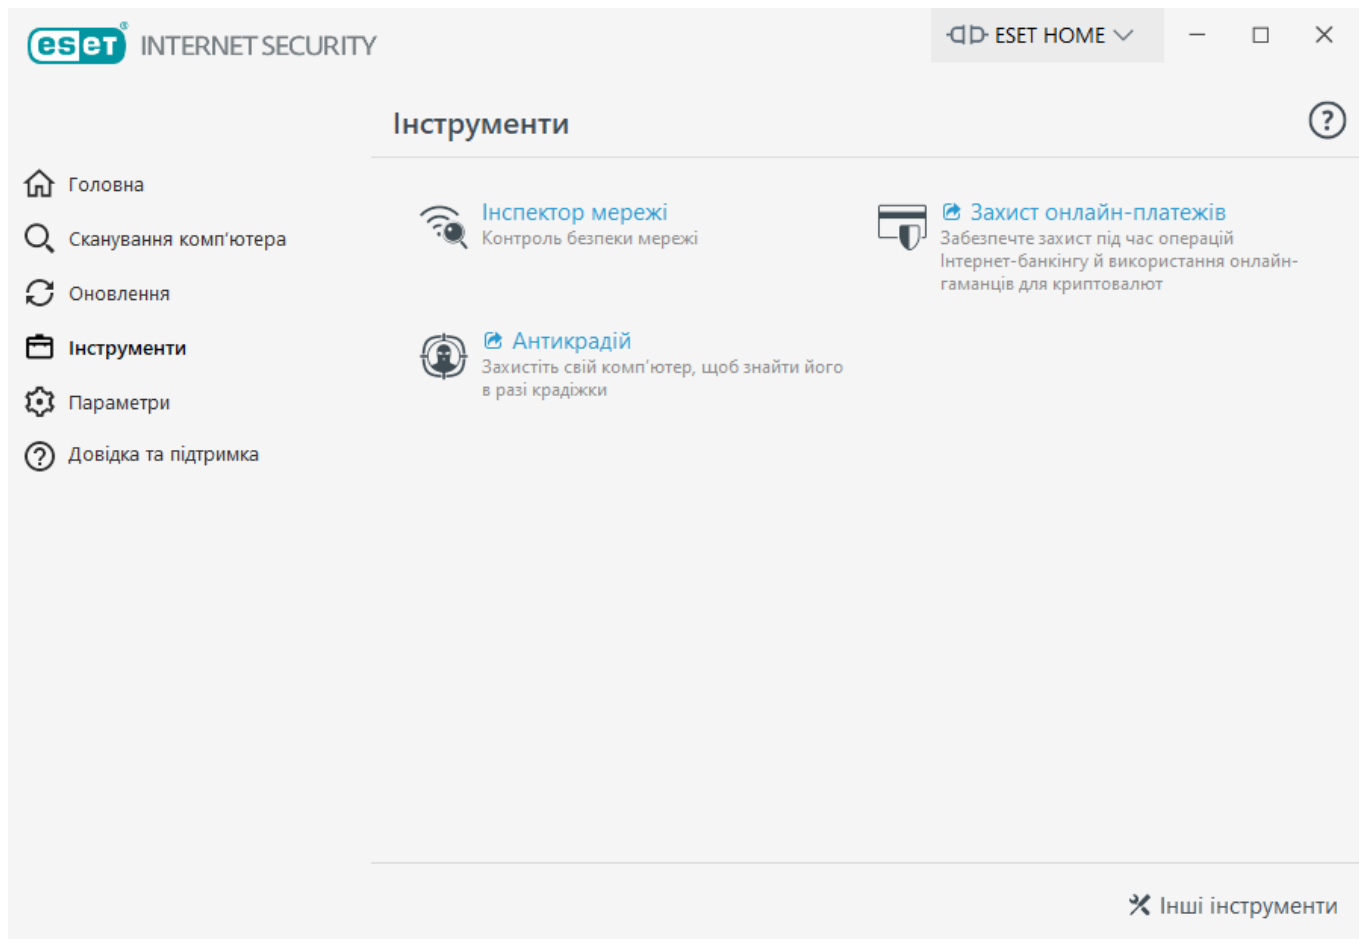 eset® INTERNET SECURITY
ESET HOME
Інструменти
Головна
Сканування комп'ютера
Оновлення
Інструменти
Параметри
Довідка та підтримка
Інспектор мережі
Контроль безпеки мережі
Захист онлайн-платежів
Забезпечте захист під час операцій
Інтернет-банкінгу й використання онлайн-
гаманців для криптовалют
Антикрадій
Захистіть свій комп'ютер, щоб знайти його
в разі крадіжки
Інші інструменти